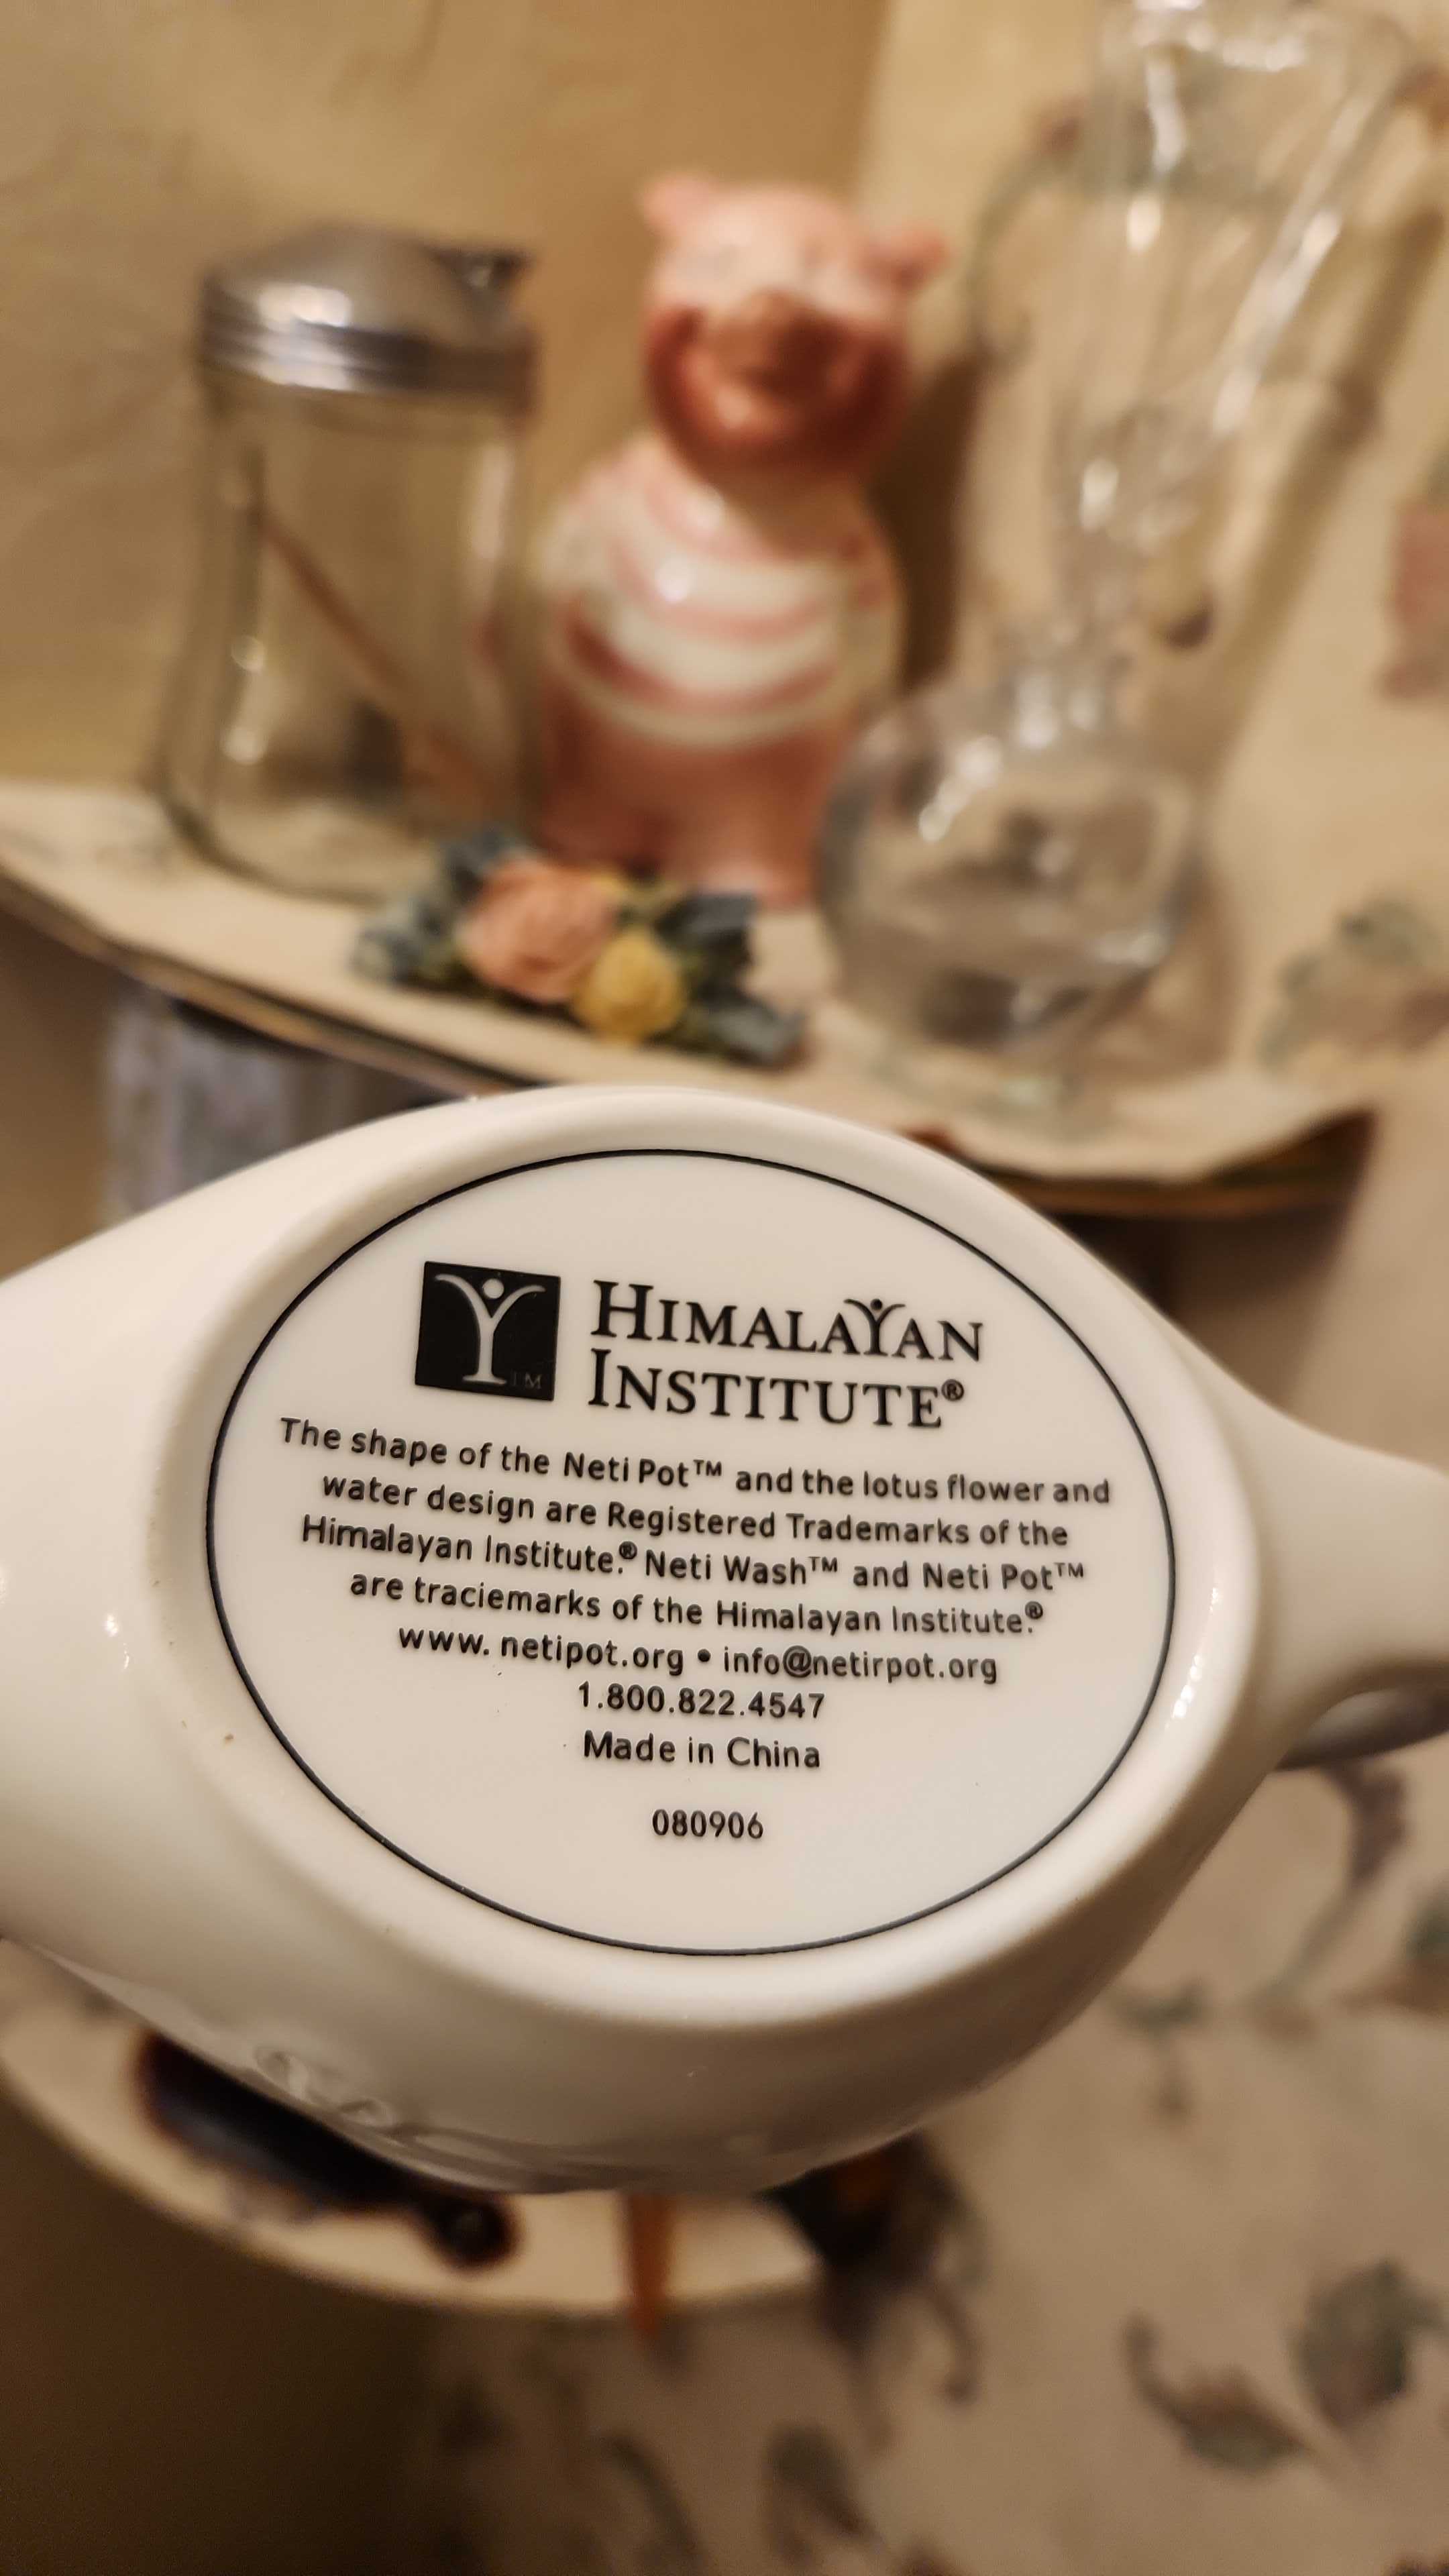 HIMALAYAN
INSTITUTE®
TM
The shape of the Neti Pot™ and the lotus flower and
water design are Registered Trademarks of the
Himalayan Institute.® Neti Wash™ and Neti Pot™
are traciemarks of the Himalayan Institute.®
www. netipot.org • info@netirpot.org
1.800.822.4547
Made in China
080906